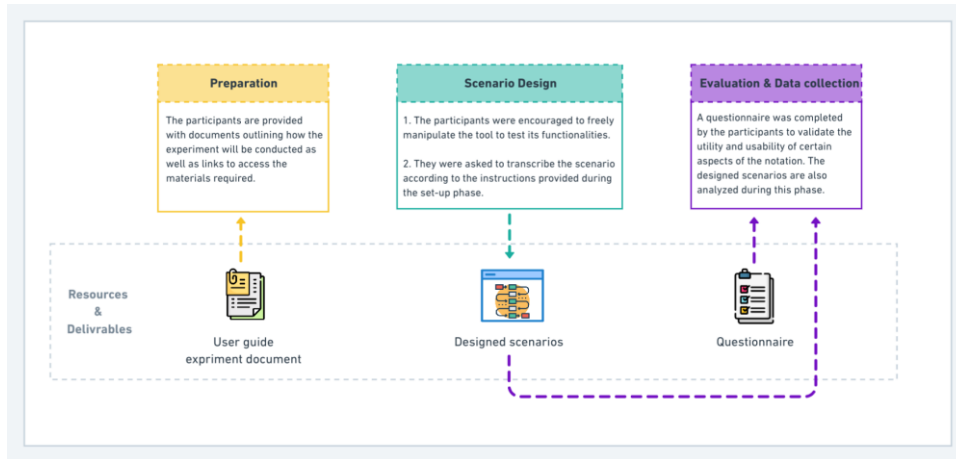 Preparation
The participants are provided
with documents outlining how the
experiment will be conducted as
well as links to access the
materials required.
Scenario Design
1. The participants were encouraged to freely
manipulate the tool to test its functionalities.
2. They were asked to transcribe the scenario
according to the instructions provided during
the set-up phase.
Evaluation & Data collection
A questionnaire was completed
by the participants to validate the
utility and usability of certain
aspects of the notation. The
designed scenarios are also
analyzed during this phase.
Resources
&
Delivrables
User guide
expriment document
Designed scenarios
Questionnaire